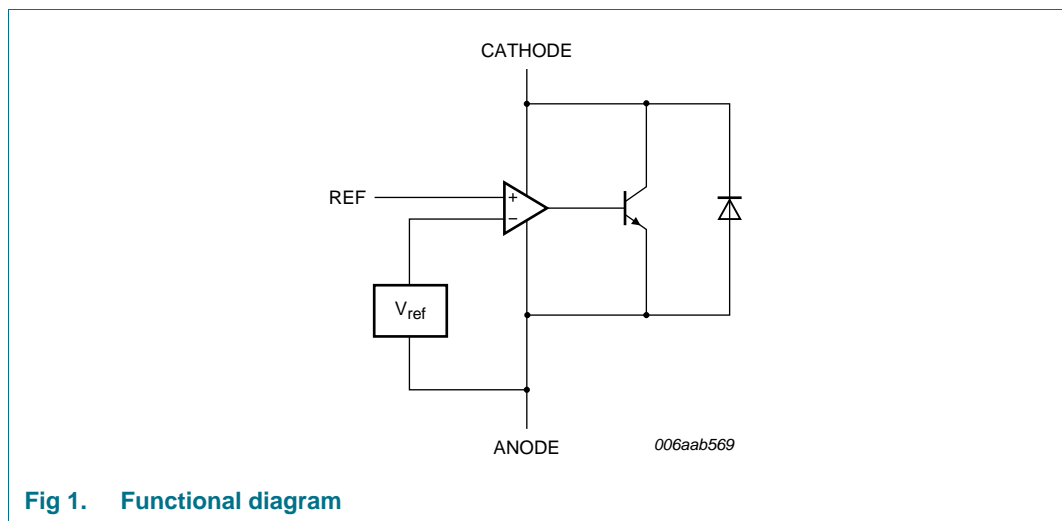 CATHODE
REF
+
−
V_ref
ANODE
006aab569
Fig 1. Functional diagram